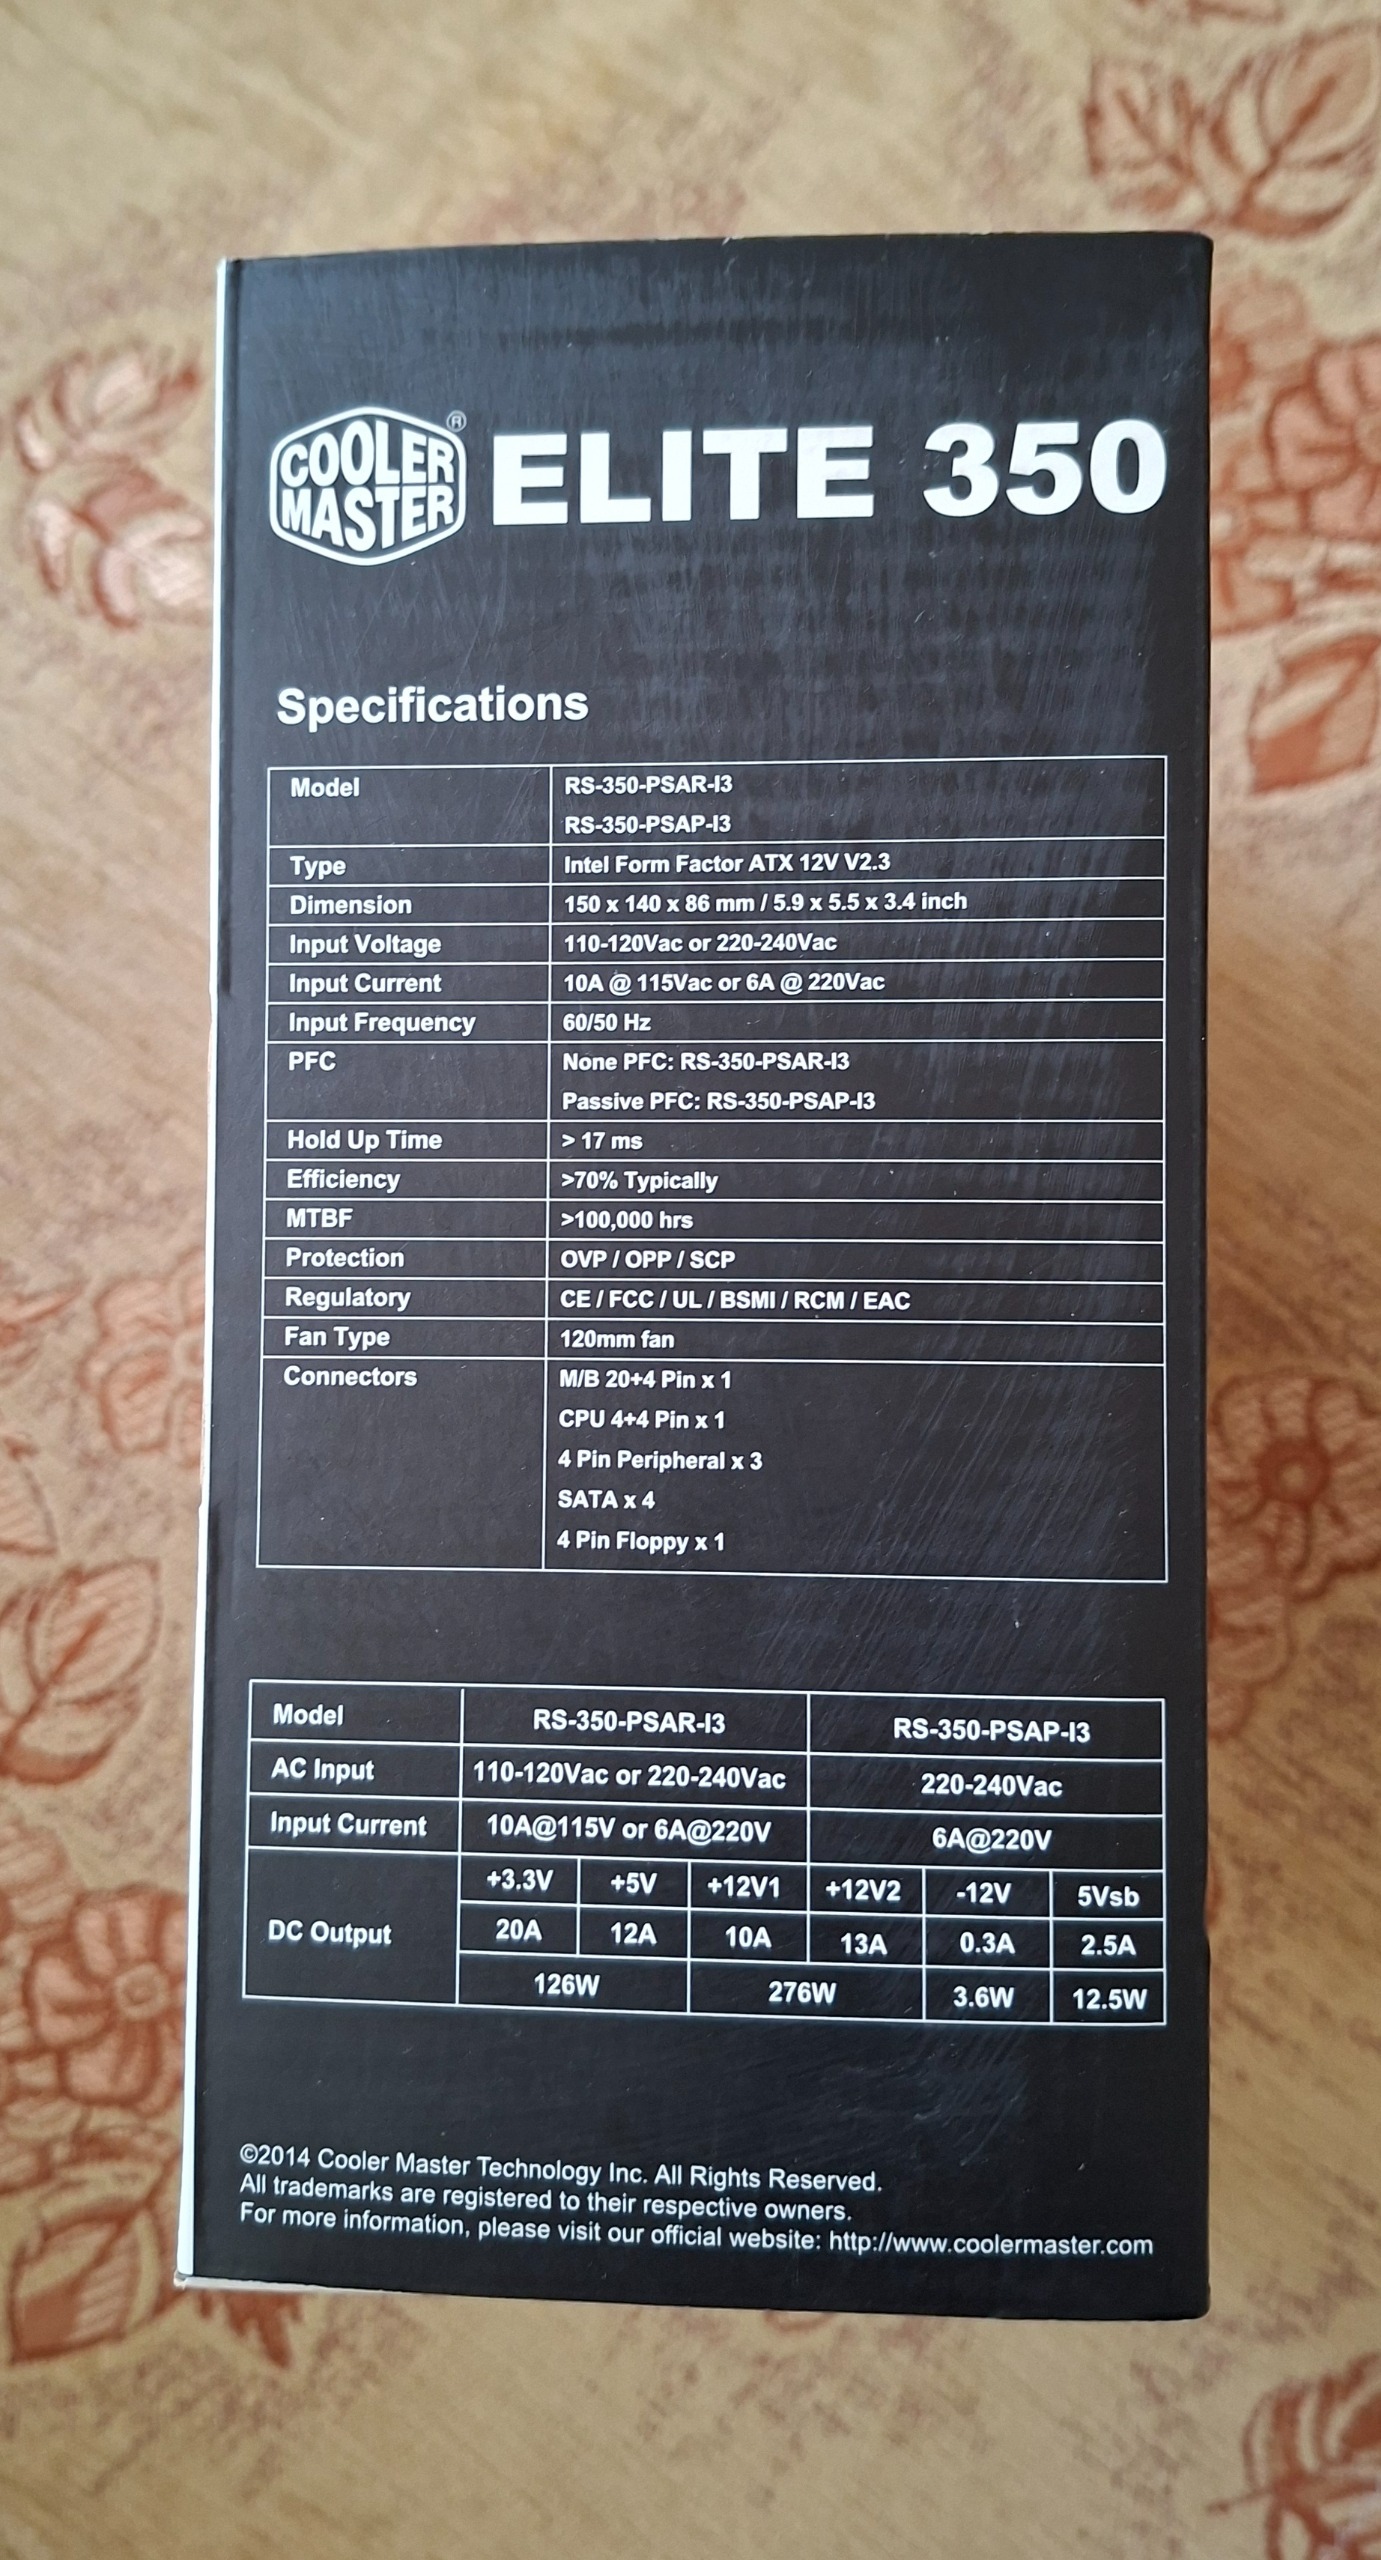 COOLER MASTER ® ELITE 350
Specifications
Model RS-350-PSAR-I3
RS-350-PSAP-I3
Type Intel Form Factor ATX 12V V2.3
Dimension 150 x 140 x 86 mm / 5.9 x 5.5 x 3.4 inch
Input Voltage 110-120Vac or 220-240Vac
Input Current 10A @ 115Vac or 6A @ 220Vac
Input Frequency 60/50 Hz
PFC None PFC: RS-350-PSAR-I3
Passive PFC: RS-350-PSAP-I3
Hold Up Time > 17 ms
Efficiency >70% Typically
MTBF >100,000 hrs
Protection OVP / OPP / SCP
Regulatory CE / FCC / UL / BSMI / RCM / EAC
Fan Type 120mm fan
Connectors M/B 20+4 Pin x 1
CPU 4+4 Pin x 1
4 Pin Peripheral x 3
SATA x 4
4 Pin Floppy x 1
Model RS-350-PSAR-I3 RS-350-PSAP-I3
AC Input 110-120Vac or 220-240Vac 220-240Vac
Input Current 10A@115V or 6A@220V 6A@220V
+3.3V +5V +12V1 +12V2 -12V 5Vsb
DC Output 20A 12A 10A 13A 0.3A 2.5A
126W 276W 3.6W 12.5W
©2014 Cooler Master Technology Inc. All Rights Reserved.
All trademarks are registered to their respective owners.
For more information, please visit our official website: http://www.coolermaster.com